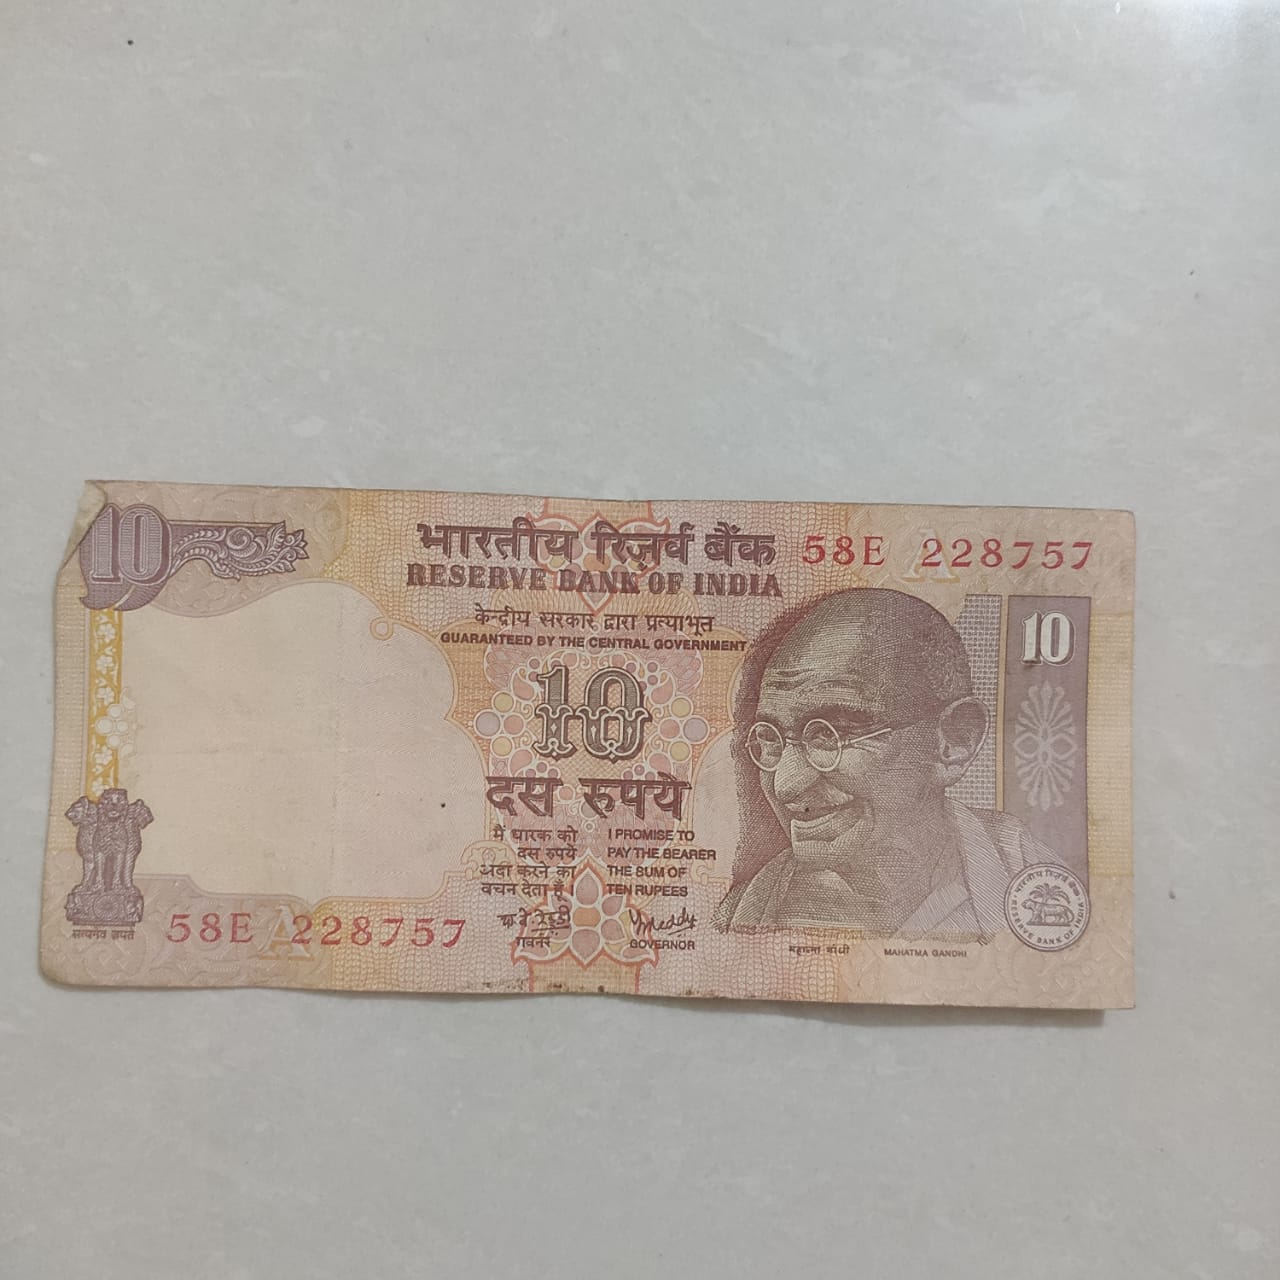 10
भारतीय रिज़र्व बैंक
58E 228757
RESERVE BANK OF INDIA
केन्द्रीय सरकार द्वारा प्रत्याभूत
GUARANTEED BY THE CENTRAL GOVERNMENT
10
10
दस रुपये
मैं धारक को
दस रुपये
अदा करने का
वचन देता हूँ।
I PROMISE TO
PAY THE BEARER
THE SUM OF
TEN RUPEES
गवर्नर
GOVERNOR
सत्यमेव जयते
58E 228757
A
A
महात्मा गांधी
MAHATMA GANDHI
भारतीय रिज़र्व बैंक
RESERVE BANK OF INDIA